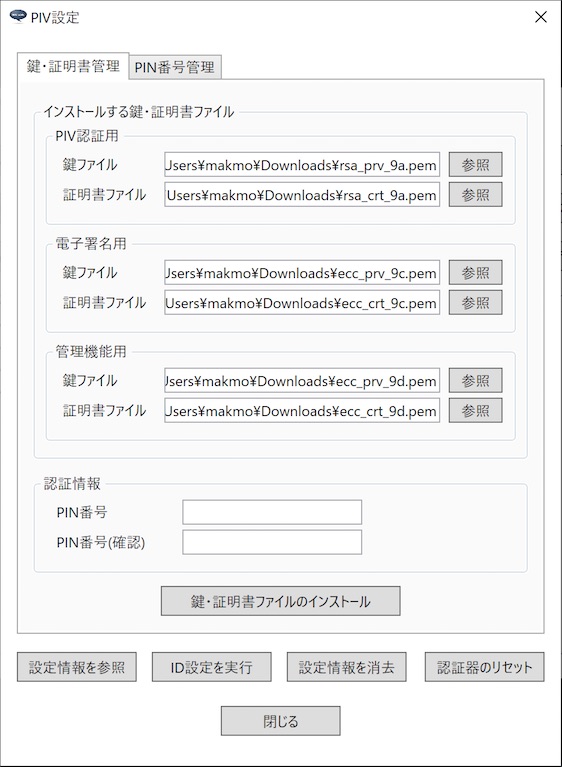 PIV設定
鍵・証明書管理 PIN番号管理
インストールする鍵・証明書ファイル
PIV認証用
鍵ファイル Users¥makmo¥Downloads¥rsa_prv_9a.pem 参照
証明書ファイル Users¥makmo¥Downloads¥rsa_crt_9a.pem 参照
電子署名用
鍵ファイル Users¥makmo¥Downloads¥ecc_prv_9c.pem 参照
証明書ファイル Users¥makmo¥Downloads¥ecc_crt_9c.pem 参照
管理機能用
鍵ファイル Users¥makmo¥Downloads¥ecc_prv_9d.pem 参照
証明書ファイル Users¥makmo¥Downloads¥ecc_crt_9d.pem 参照
認証情報
PIN番号
PIN番号(確認)
鍵・証明書ファイルのインストール
設定情報を参照 ID設定を実行 設定情報を消去 認証器のリセット
閉じる